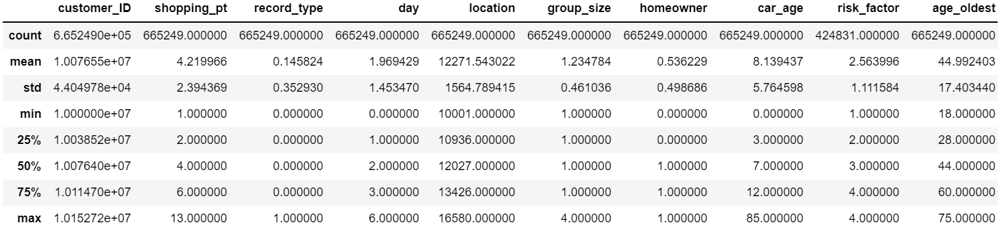 customer_ID shopping_pt record_type day location group_size homeowner car_age risk_factor age_oldest
count 6.652490e+05 665249.000000 665249.000000 665249.000000 665249.000000 665249.000000 665249.000000 665249.000000 424831.000000 665249.000000
mean 1.007655e+07 4.219966 0.145824 1.969429 12271.543022 1.234784 0.536229 8.139437 2.563996 44.992403
std 4.404978e+04 2.394369 0.352930 1.453470 1564.789415 0.461036 0.498686 5.764598 1.111584 17.403440
min 1.000000e+07 1.000000 0.000000 0.000000 10001.000000 1.000000 0.000000 0.000000 1.000000 18.000000
25% 1.003852e+07 2.000000 0.000000 1.000000 10936.000000 1.000000 0.000000 3.000000 2.000000 28.000000
50% 1.007640e+07 4.000000 0.000000 2.000000 12027.000000 1.000000 1.000000 7.000000 3.000000 44.000000
75% 1.011470e+07 6.000000 0.000000 3.000000 13426.000000 1.000000 1.000000 12.000000 4.000000 60.000000
max 1.015272e+07 13.000000 1.000000 6.000000 16580.000000 4.000000 1.000000 85.000000 4.000000 75.000000